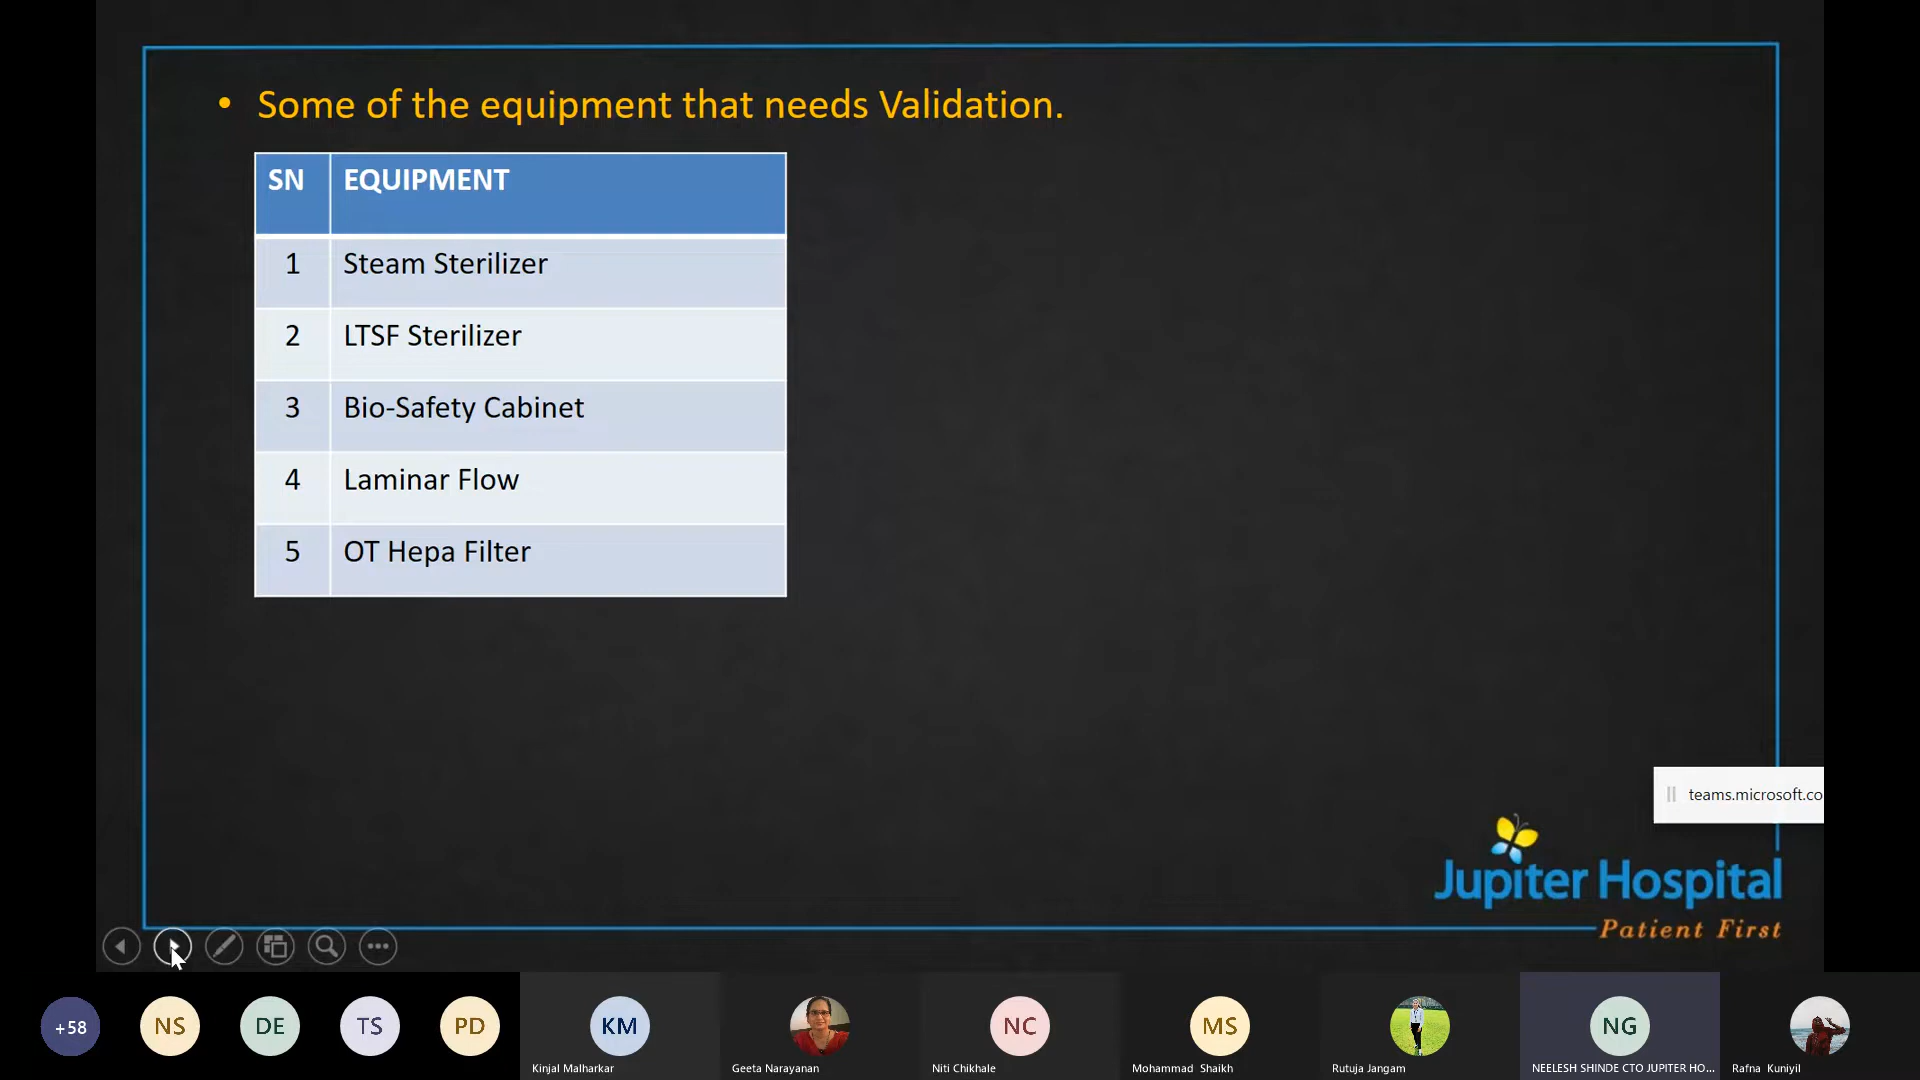 • Some of the equipment that needs Validation.
SN EQUIPMENT
1 Steam Sterilizer
2 LTSF Sterilizer
3 Bio-Safety Cabinet
4 Laminar Flow
5 OT Hepa Filter
teams.microsoft.co
Jupiter Hospital
Patient First
+58 NS DE TS PD KM NC MS NG
Kinjal Malharkar Geeta Narayanan Niti Chikhale Mohammad Shaikh Rutuja Jangam NEELESH SHINDE CTO JUPITER HO... Rafna Kuniyil